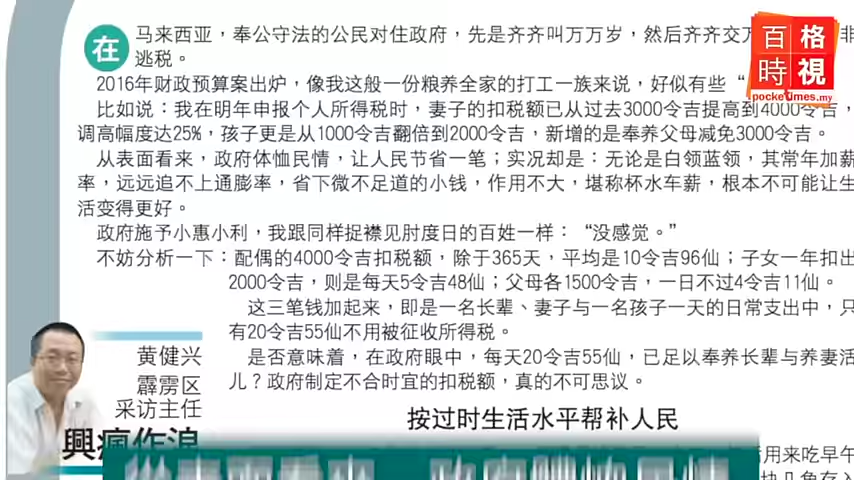 百格
時視
pocketimes.my
在马来西亚，奉公守法的公民对住政府，先是齐齐叫万万岁，然后齐齐交万
逃税。
2016年财政预算案出炉，像我这般一份粮养全家的打工一族来说，好似有些“
比如说：我在明年申报个人所得税时，妻子的扣税额已从过去3000令吉提高到4000令吉，
调高幅度达25%，孩子更是从1000令吉翻倍到2000令吉，新增的是奉养父母减免3000令吉。
从表面看来，政府体恤民情，让人民节省一笔；实况却是：无论是白领蓝领，其常年加薪
率，远远追不上通膨率，省下微不足道的小钱，作用不大，堪称杯水车薪，根本不可能让生
活变得更好。
政府施予小惠小利，我跟同样捉襟见肘度日的百姓一样：“没感觉。”
不妨分析一下：配偶的4000令吉扣税额，除于365天，平均是10令吉96仙；子女一年扣出
2000令吉，则是每天5令吉48仙；父母各1500令吉，一日不过4令吉11仙。
这三笔钱加起来，即是一名长辈、妻子与一名孩子一天的日常支出中，只
有20令吉55仙不用被征收所得税。
是否意味着，在政府眼中，每天20令吉55仙，已足以奉养长辈与养妻活
儿？政府制定不合时宜的扣税额，真的不可思议。
黄健兴
霹雳区
采访主任
興瘋作浪
按过时生活水平帮补人民
用来吃早午